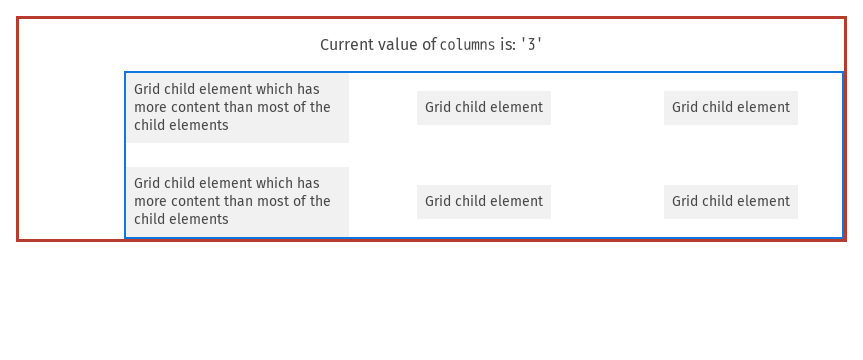 Current value of columns is: '3'
Grid child element which has
more content than most of the
child elements
Grid child element
Grid child element
Grid child element which has
more content than most of the
child elements
Grid child element
Grid child element